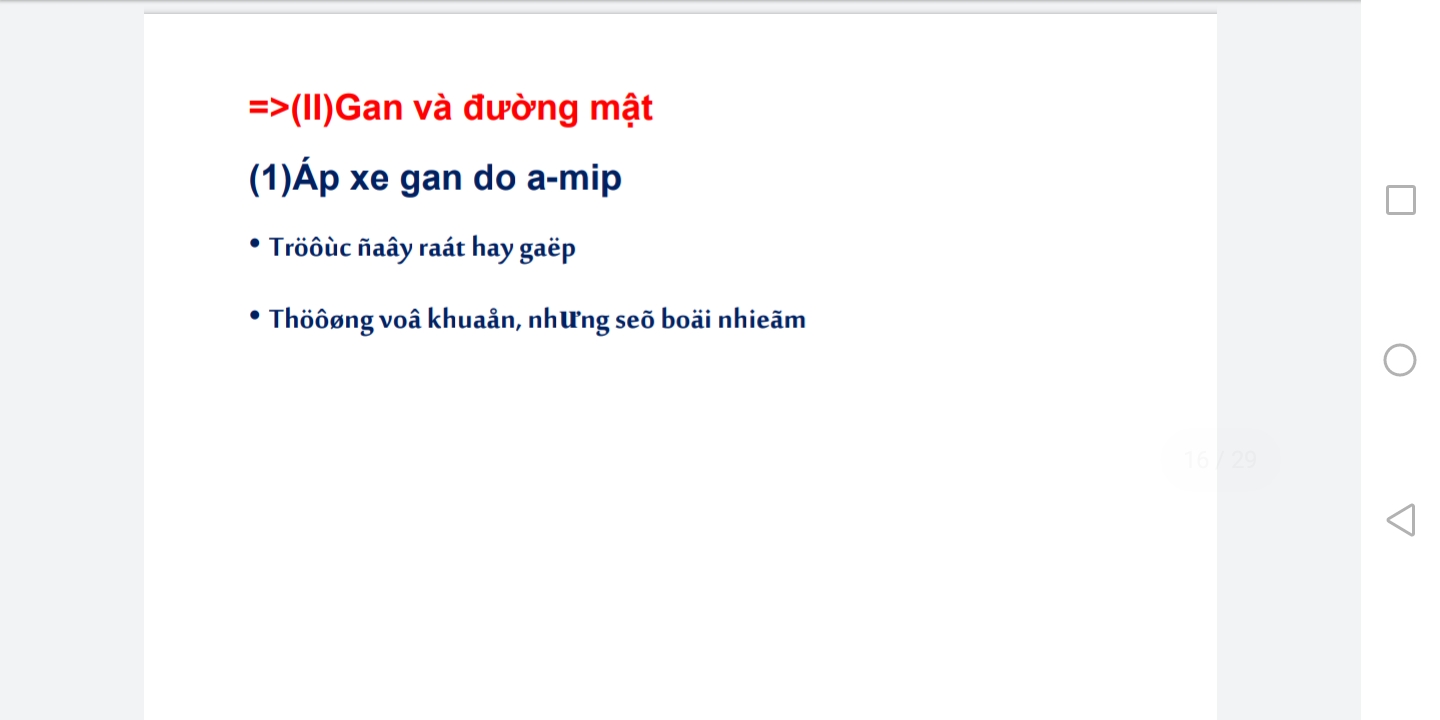 =>(II)Gan và đường mật
(1)Áp xe gan do a-mip
• Tröôùc ñaây raát hay gaëp
• Thöôøng voâ khuaån, nhưng seõ boäi nhieãm
16 / 29